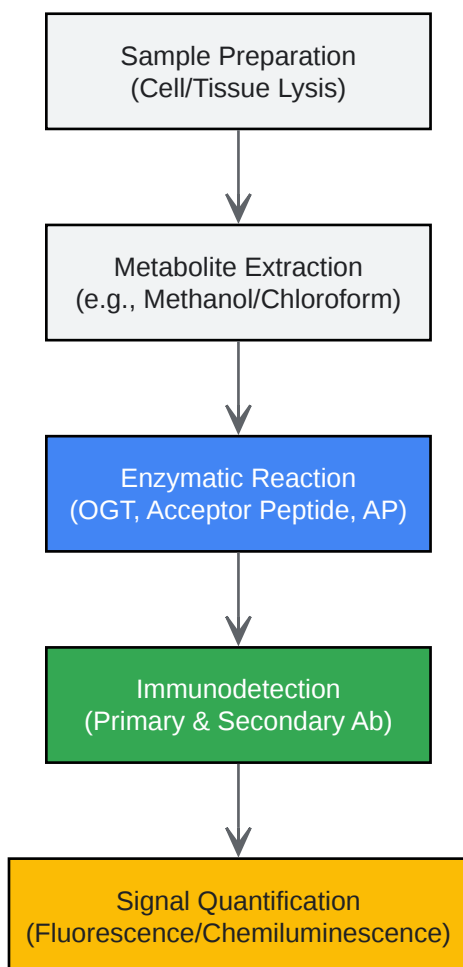 Sample Preparation
(Cell/Tissue Lysis)
Metabolite Extraction
(e.g., Methanol/Chloroform)
Enzymatic Reaction
(OGT, Acceptor Peptide, AP)
Immunodetection
(Primary & Secondary Ab)
Signal Quantification
(Fluorescence/Chemiluminescence)